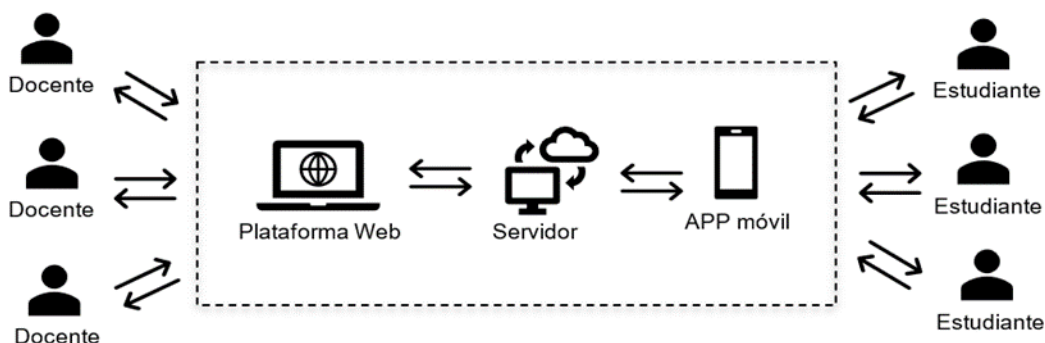 Docente
Estudiante
Docente
Estudiante
Plataforma Web
Servidor
APP móvil
Docente
Estudiante